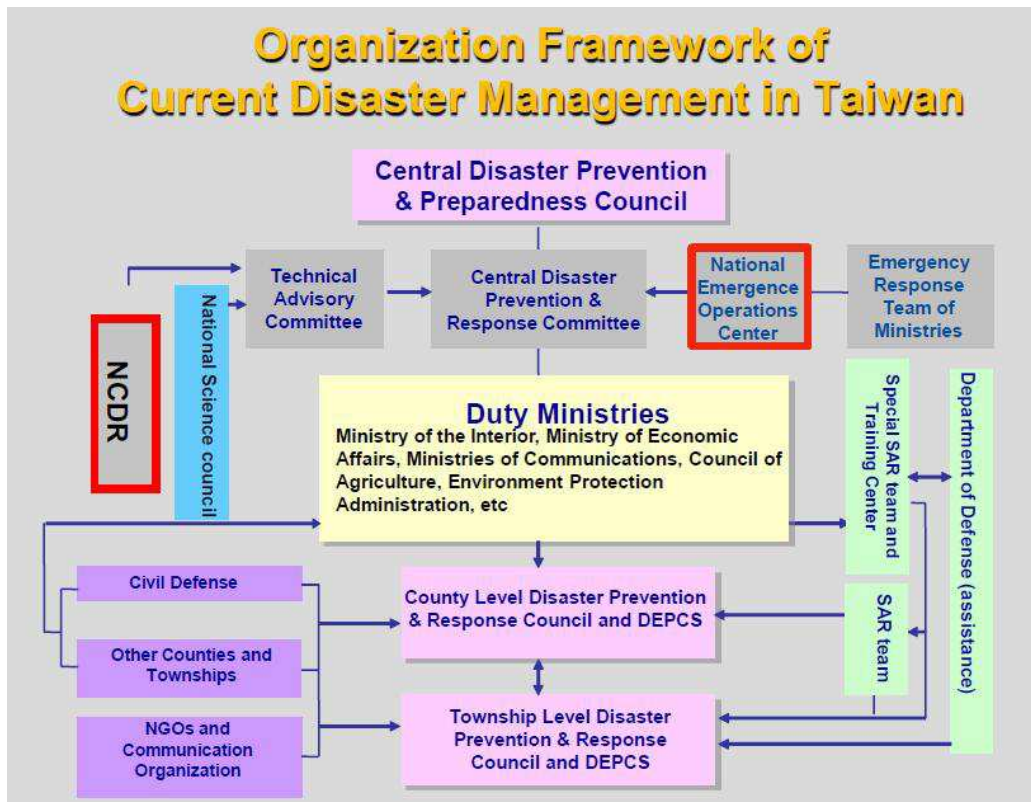 Organization Framework of
Current Disaster Management in Taiwan
Central Disaster Prevention
& Preparedness Council
Technical
Advisory
Committee
Central Disaster
Prevention &
Response Committee
National
Emergence
Operations
Center
Emergency
Response
Team of
Ministries
NCDR
National Science council
Duty Ministries
Ministry of the Interior, Ministry of Economic
Affairs, Ministries of Communications, Council of
Agriculture, Environment Protection
Administration, etc
Special SAR team and
Training Center
Department of Defense (assistance)
Civil Defense
Other Counties and
Townships
NGOs and
Communication
Organization
County Level Disaster Prevention
& Response Council and DEPCS
SAR team
Township Level Disaster
Prevention & Response
Council and DEPCS